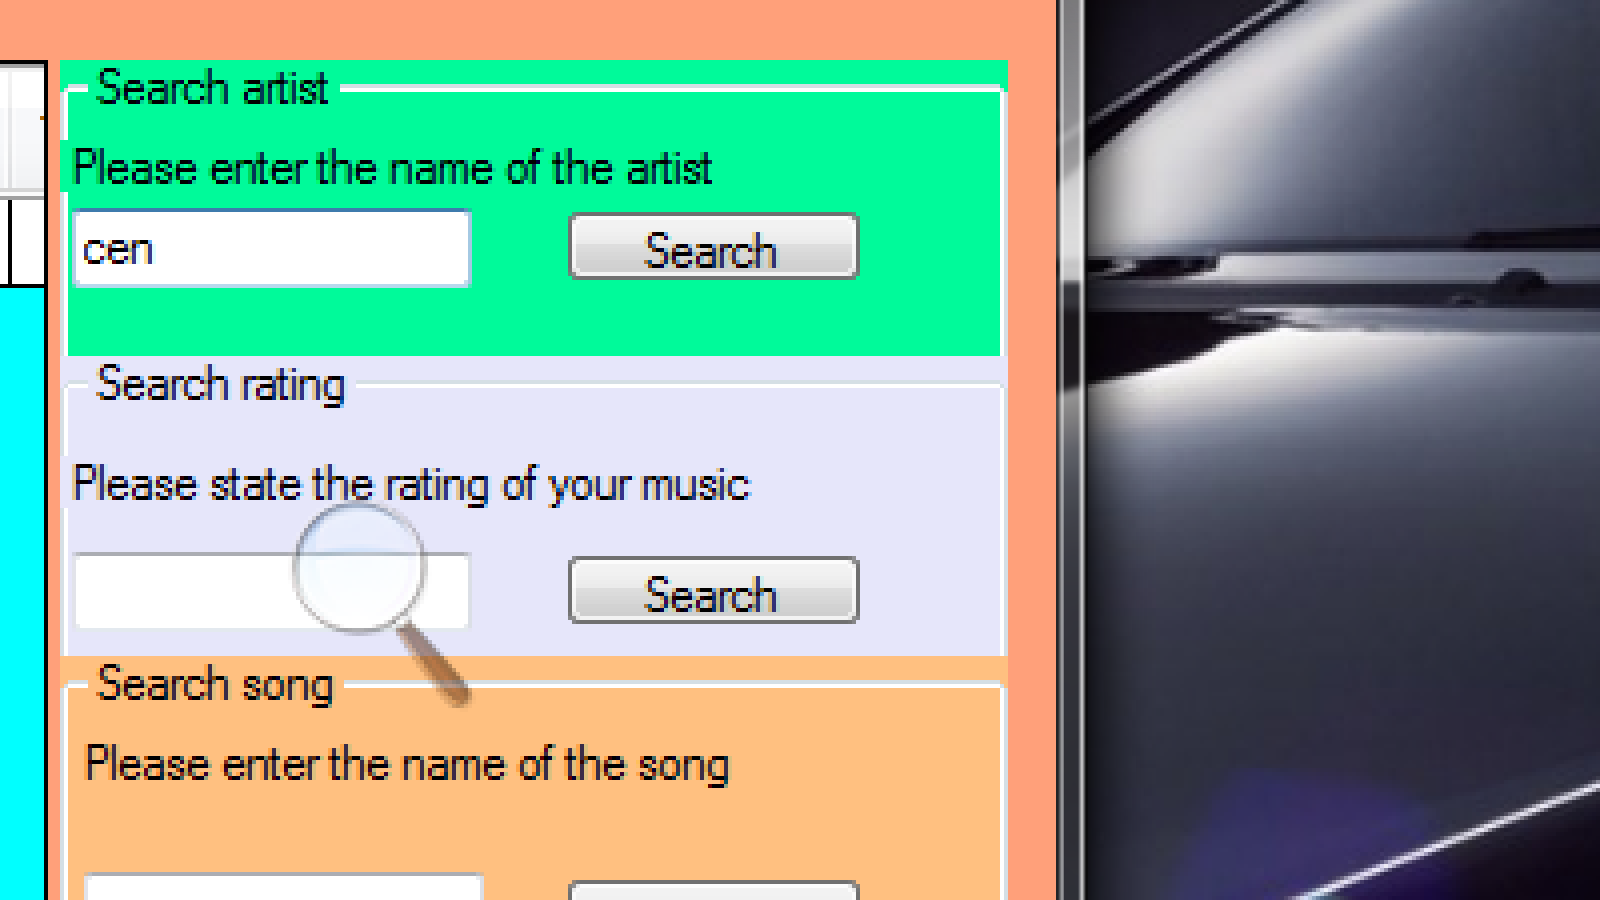 Search artist
Please enter the name of the artist
cen
Search
Search rating
Please state the rating of your music
Search
Search song
Please enter the name of the song